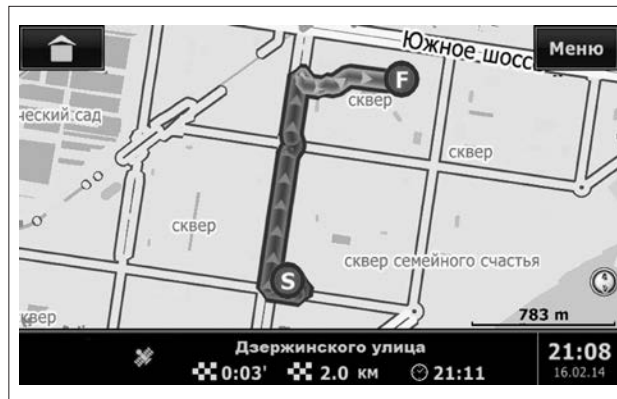 Южное шосс
Меню
F
сквер
ческий сад
сквер
сквер
сквер семейного счастья
S
квер
783 m
Дзержинского улица
0:03' 2.0 км 21:11
21:08
16.02.14